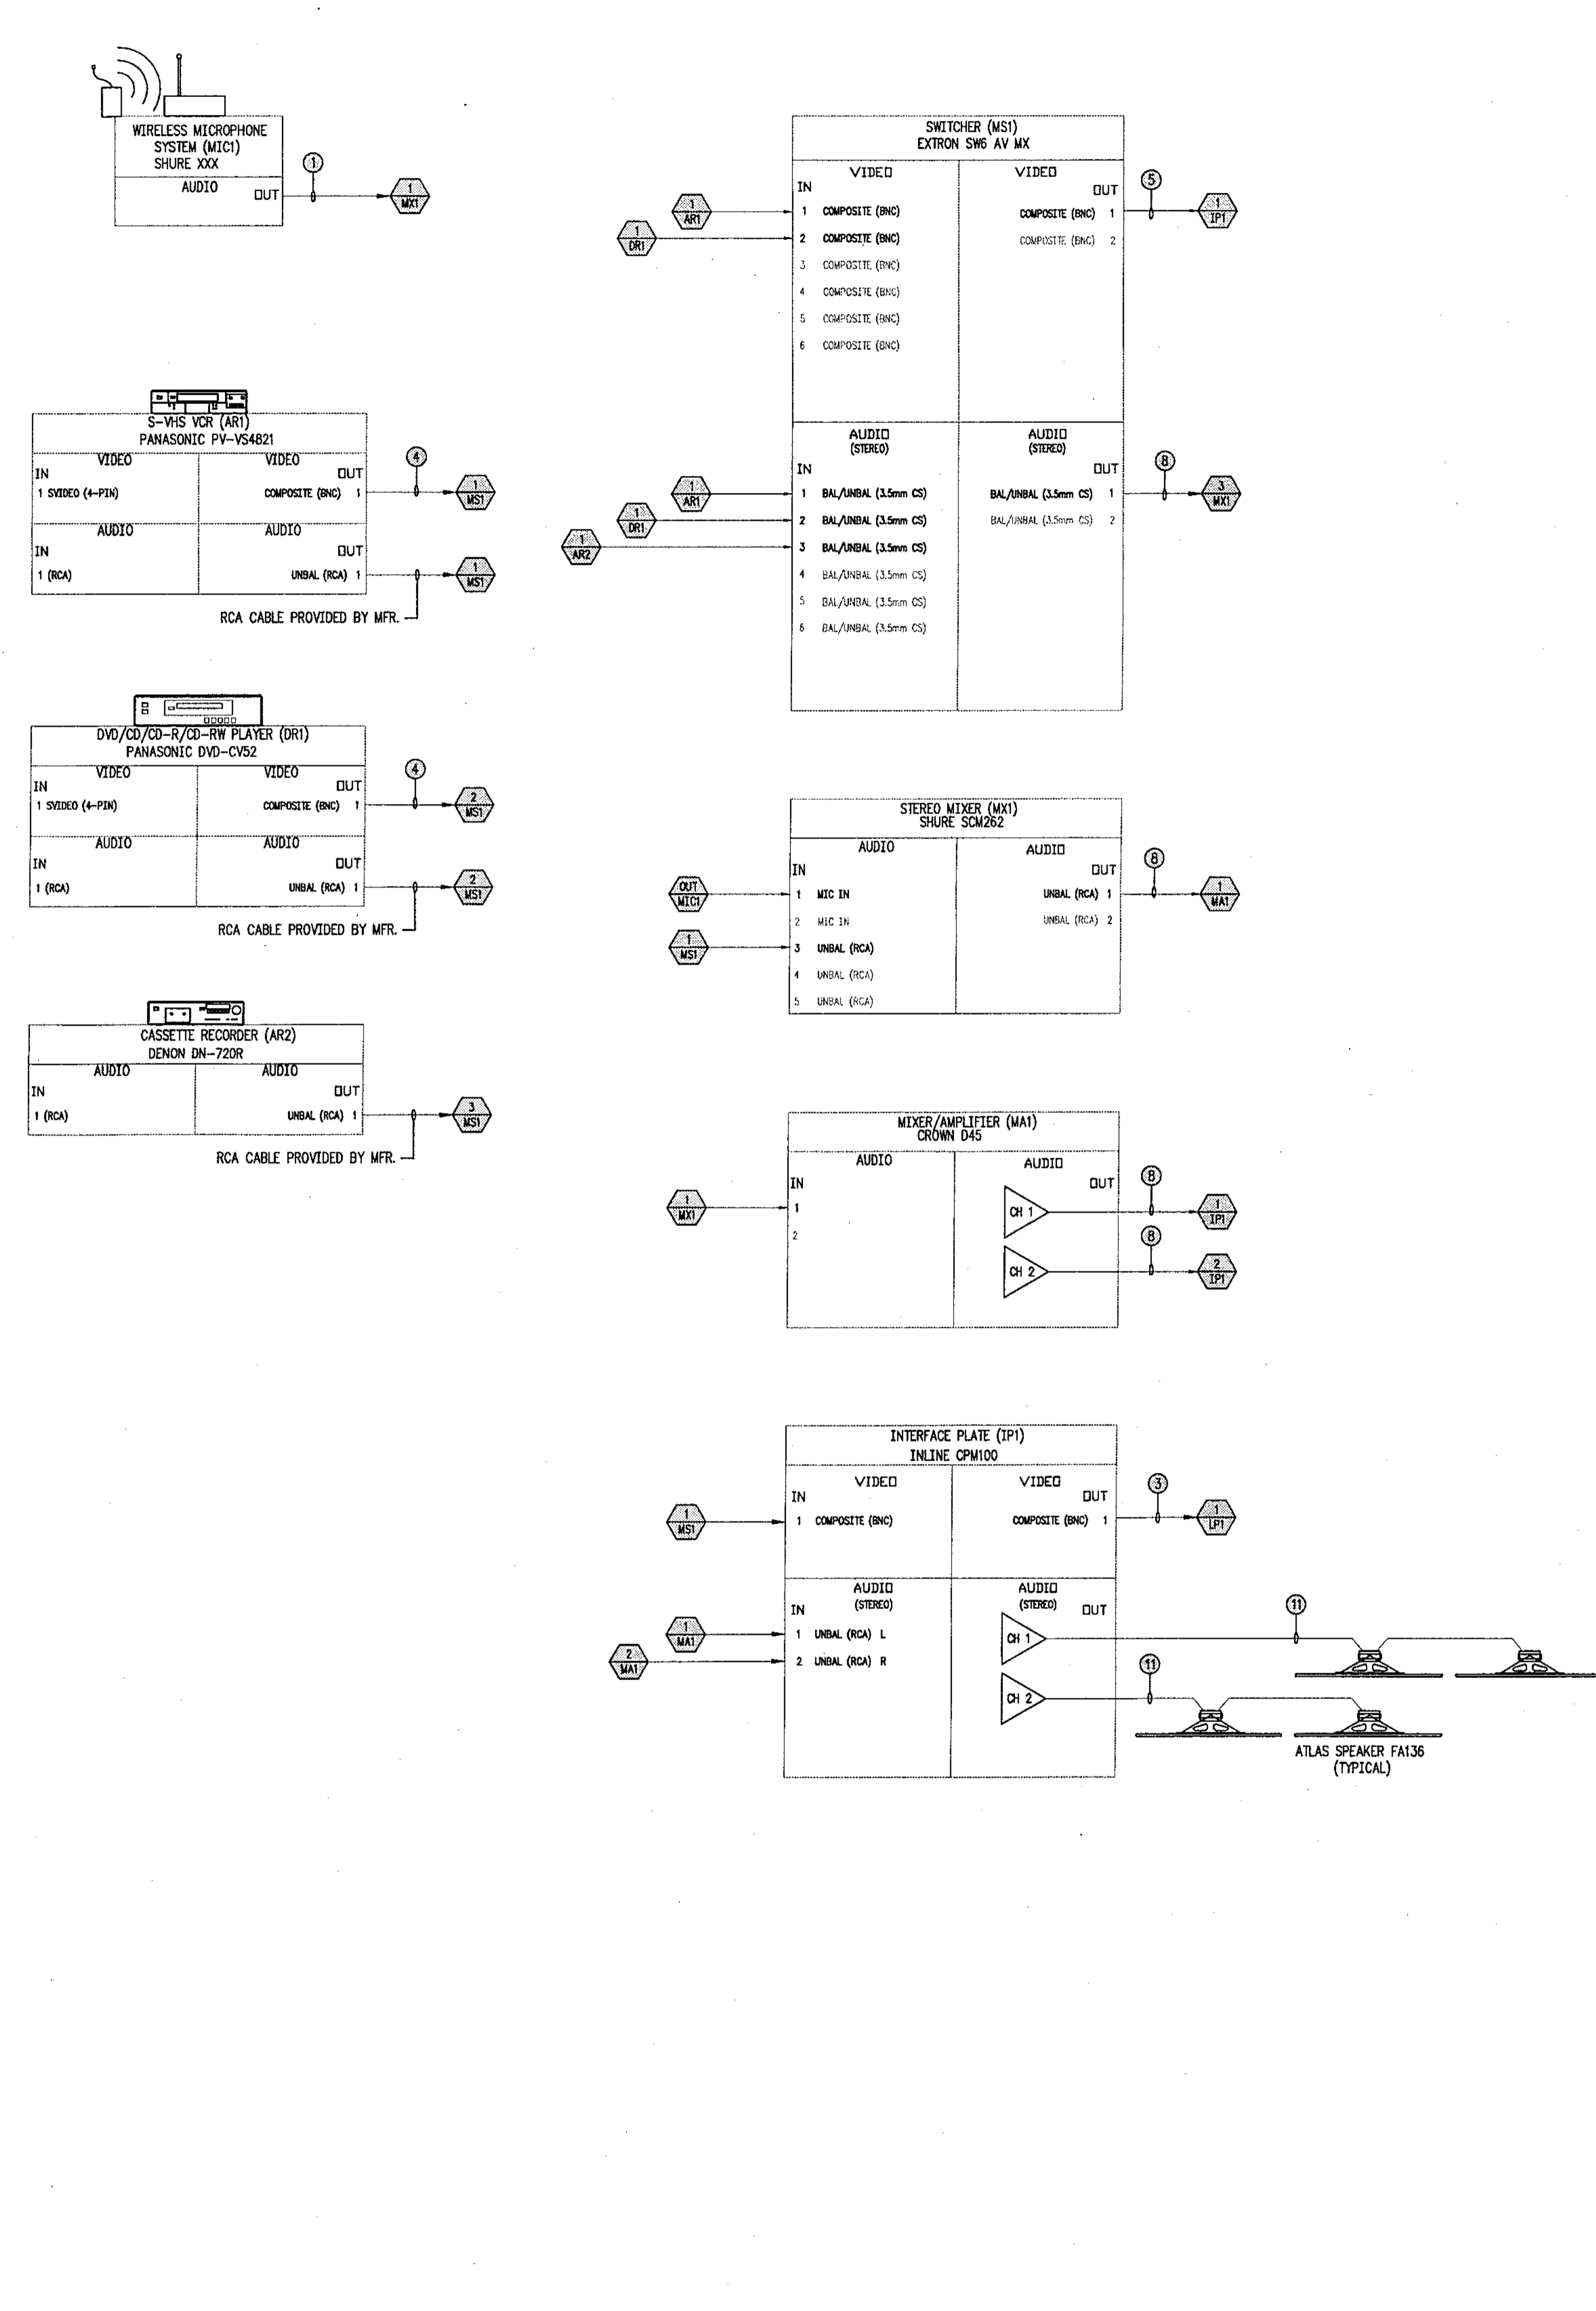 WIRELESS MICROPHONE
SYSTEM (MIC1)
SHURE XXX
AUDIO
OUT
1
1
MX1
S-VHS VCR (AR1)
PANASONIC PV-VS4821
VIDEO VIDEO
IN OUT
1 SVIDEO (4-PIN) COMPOSITE (BNC) 1
4
1
MS1
AUDIO AUDIO
IN OUT
1 (RCA) UNBAL (RCA) 1
1
MS1
RCA CABLE PROVIDED BY MFR.
DVD/CD/CD-R/CD-RW PLAYER (DR1)
PANASONIC DVD-CV52
VIDEO VIDEO
IN OUT
1 SVIDEO (4-PIN) COMPOSITE (BNC) 1
4
2
MS1
AUDIO AUDIO
IN OUT
1 (RCA) UNBAL (RCA) 1
2
MS1
RCA CABLE PROVIDED BY MFR.
CASSETTE RECORDER (AR2)
DENON DN-720R
AUDIO AUDIO
IN OUT
1 (RCA) UNBAL (RCA) 1
3
MS1
RCA CABLE PROVIDED BY MFR.
SWITCHER (MS1)
EXTRON SW6 AV MX
VIDEO VIDEO
IN OUT
5
1
AR1
1 COMPOSITE (BNC) COMPOSITE (BNC) 1
1
IP1
1
DR1
2 COMPOSITE (BNC) COMPOSITE (BNC) 2
3 COMPOSITE (BNC)
4 COMPOSITE (BNC)
5 COMPOSITE (BNC)
6 COMPOSITE (BNC)
AUDIO AUDIO
(STEREO) (STEREO)
IN OUT
8
1
AR1
1 BAL/UNBAL (3.5mm CS) BAL/UNBAL (3.5mm CS) 1
3
MX1
1
DR1
2 BAL/UNBAL (3.5mm CS) BAL/UNBAL (3.5mm CS) 2
1
AR2
3 BAL/UNBAL (3.5mm CS)
4 BAL/UNBAL (3.5mm CS)
5 BAL/UNBAL (3.5mm CS)
6 BAL/UNBAL (3.5mm CS)
STEREO MIXER (MX1)
SHURE SCM262
AUDIO AUDIO
IN OUT
8
OUT
MIC1
1 MIC IN UNBAL (RCA) 1
1
MA1
2 MIC IN UNBAL (RCA) 2
1
MS1
3 UNBAL (RCA)
4 UNBAL (RCA)
5 UNBAL (RCA)
MIXER/AMPLIFIER (MA1)
CROWN D45
AUDIO AUDIO
IN OUT
8
1
MX1
1 CH 1
1
IP1
2
8
CH 2
2
IP1
INTERFACE PLATE (IP1)
INLINE CPM100
VIDEO VIDEO
IN OUT
3
1
MS1
1 COMPOSITE (BNC) COMPOSITE (BNC) 1
1
LP1
AUDIO AUDIO
(STEREO) (STEREO)
IN OUT
11
1
MA1
1 UNBAL (RCA) L CH 1
2
MA1
2 UNBAL (RCA) R
11
CH 2
ATLAS SPEAKER FA136
(TYPICAL)